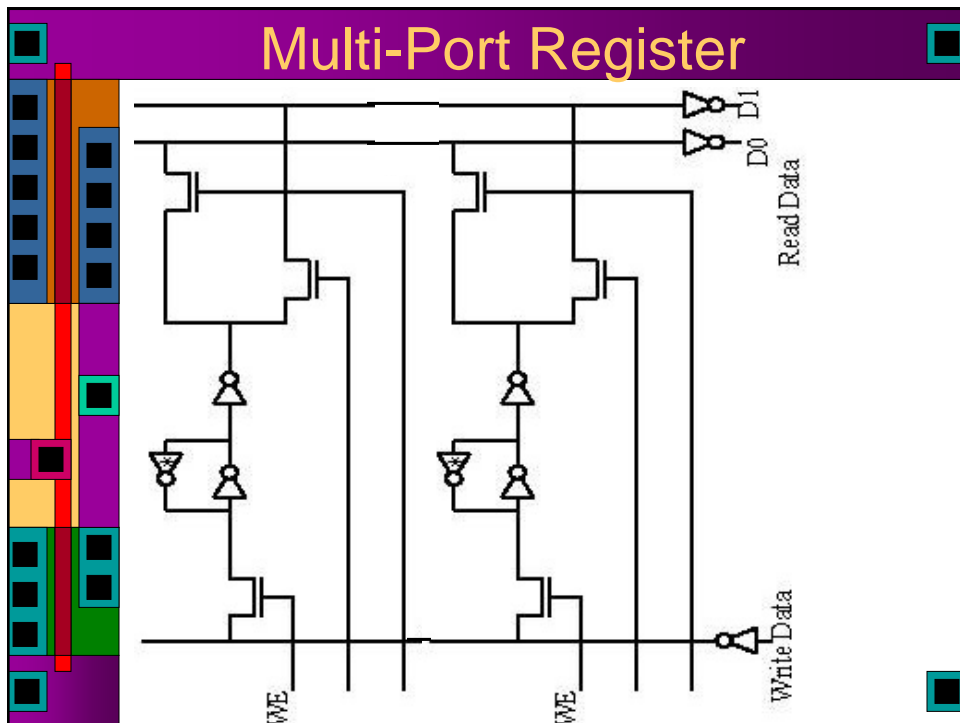 Multi-Port Register
D1
D0
Read Data
Write Data
WE
WE